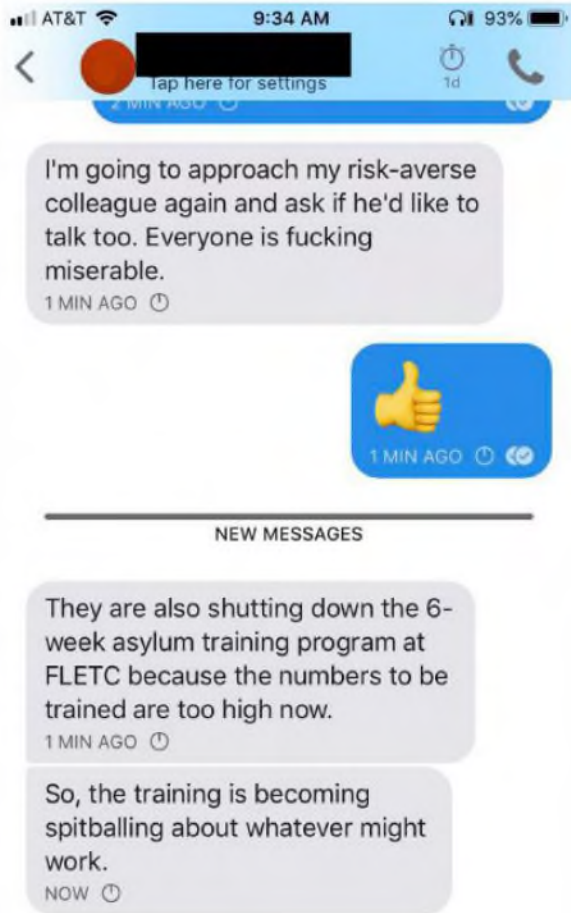 AT&T 9:34 AM 93%
Tap here for settings
1d
2 MIN AGO
I'm going to approach my risk-averse
colleague again and ask if he'd like to
talk too. Everyone is fucking
miserable.
1 MIN AGO
1 MIN AGO
NEW MESSAGES
They are also shutting down the 6-
week asylum training program at
FLETC because the numbers to be
trained are too high now.
1 MIN AGO
So, the training is becoming
spitballing about whatever might
work.
NOW